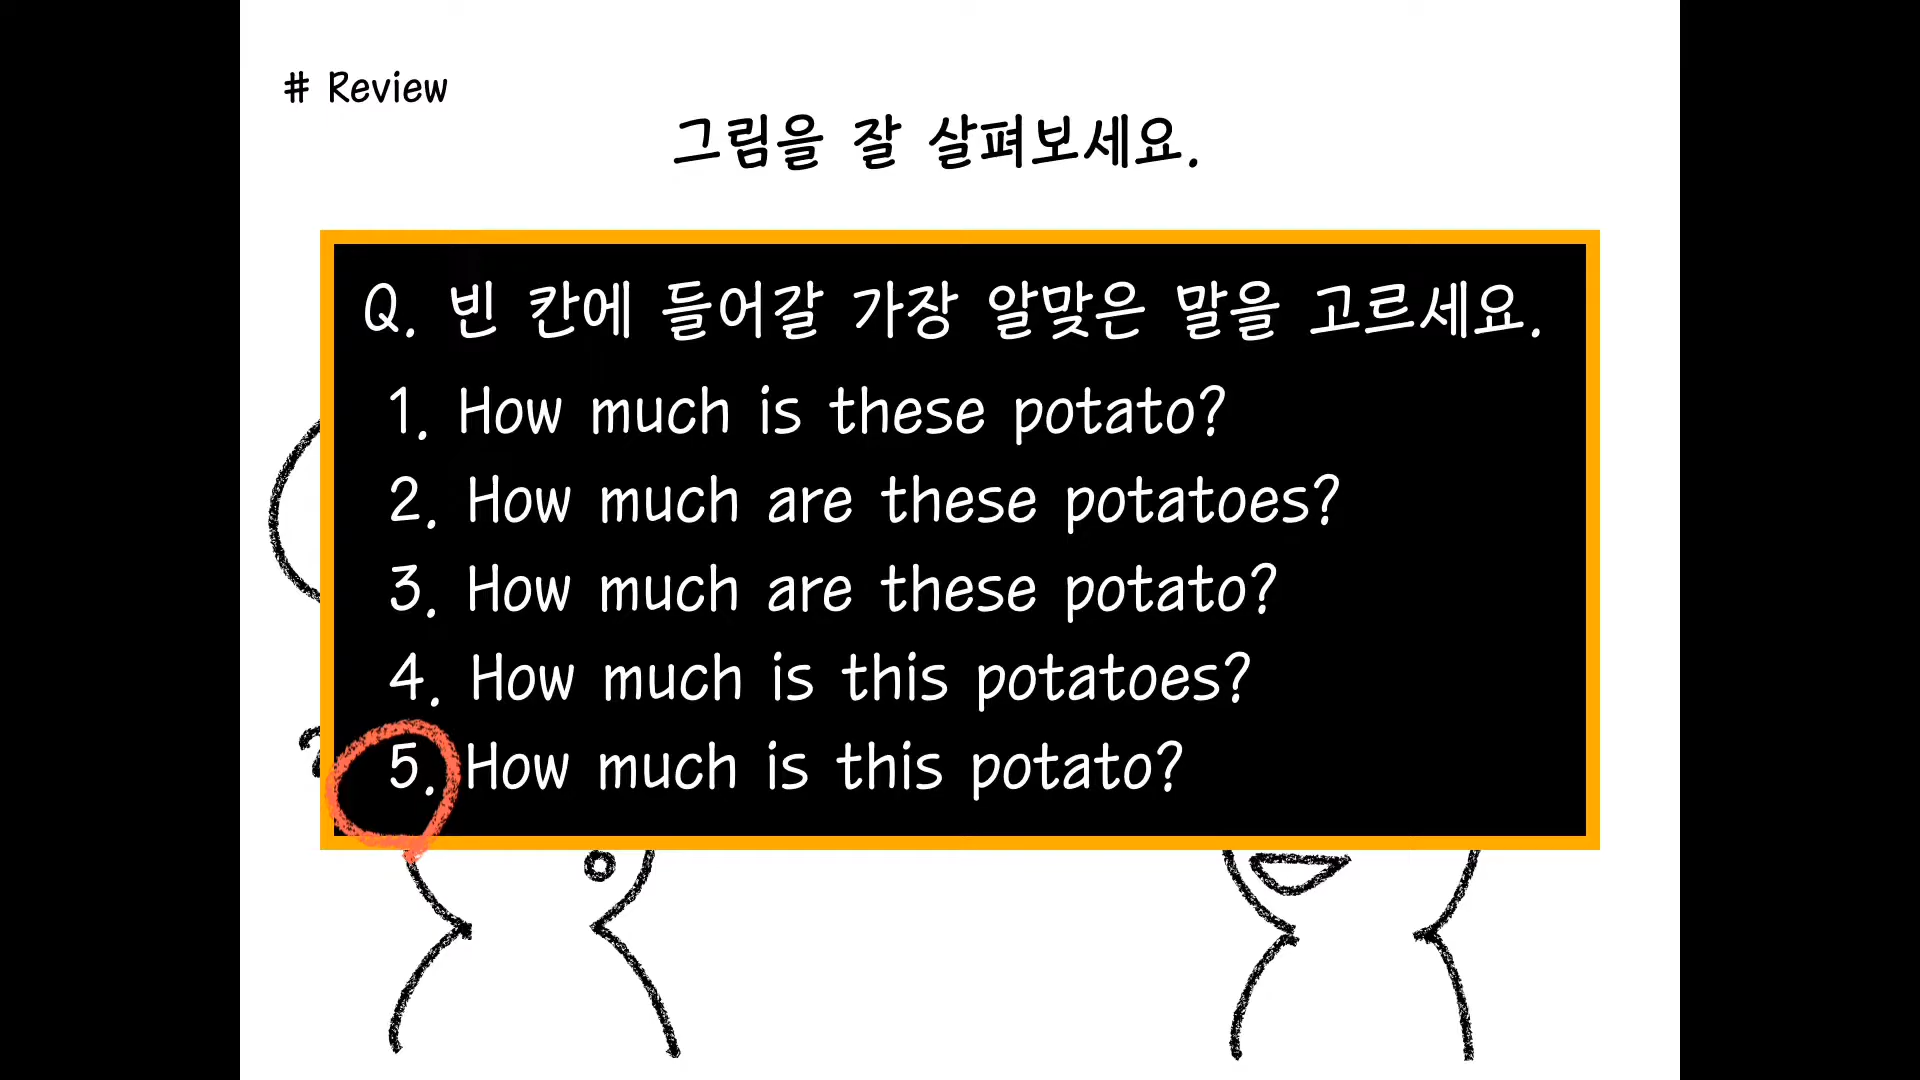 # Review
그림을 잘 살펴보세요.
Q. 빈 칸에 들어갈 가장 알맞은 말을 고르세요.
1. How much is these potato?
2. How much are these potatoes?
3. How much are these potato?
4. How much is this potatoes?
5. How much is this potato?